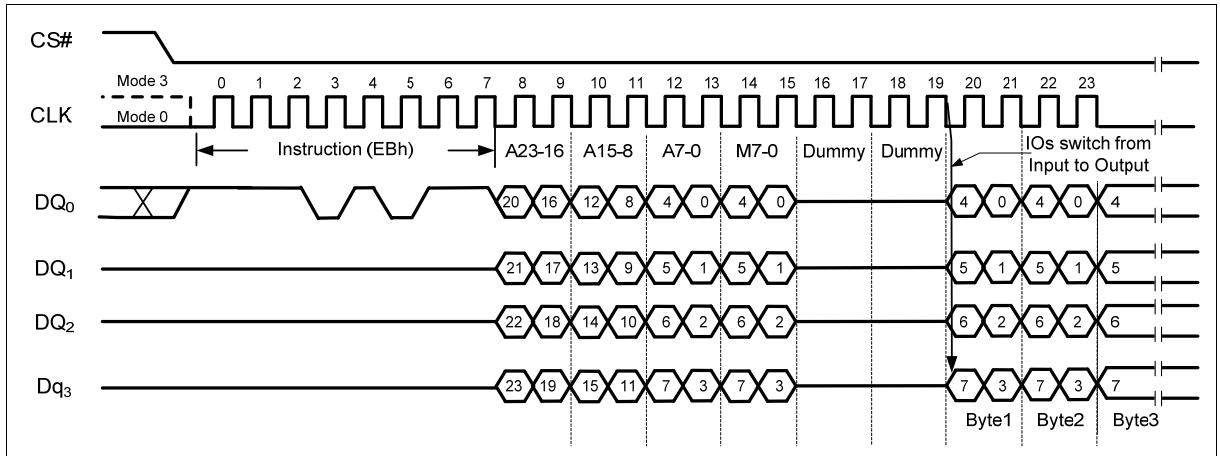 CS#
Mode 3
0 1 2 3 4 5 6 7 8 9 10 11 12 13 14 15 16 17 18 19 20 21 22 23
CLK
Mode 0
Instruction (EBh)
A23-16 A15-8 A7-0 M7-0 Dummy Dummy
IOs switch from
Input to Output
DQ0 20 16 12 8 4 0 4 0 4 0 4 0 4
DQ1 21 17 13 9 5 1 5 1 5 1 5 1 5
DQ2 22 18 14 10 6 2 6 2 6 2 6 2 6
Dq3 23 19 15 11 7 3 7 3 7 3 7 3 7
Byte1 Byte2 Byte3